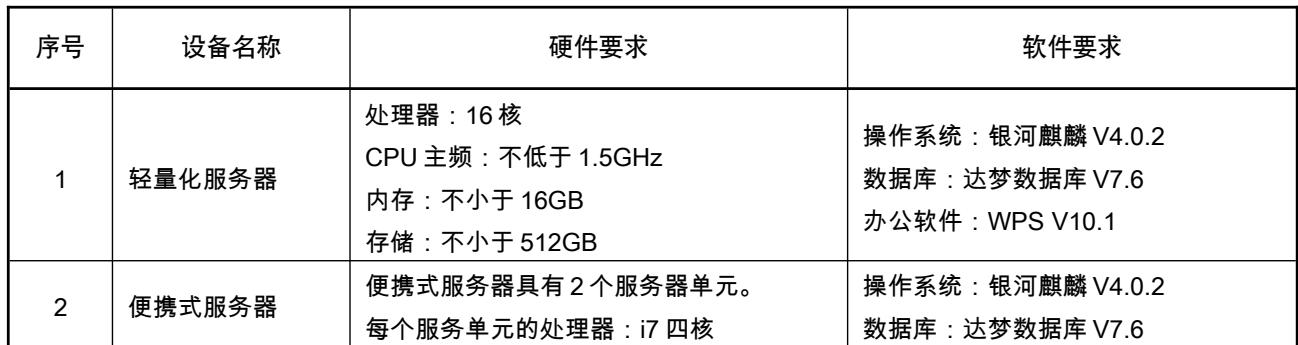 序号 设备名称 硬件要求 软件要求
1 轻量化服务器
处理器：16 核
CPU 主频：不低于 1.5GHz
内存：不小于 16GB
存储：不小于 512GB
操作系统：银河麒麟 V4.0.2
数据库：达梦数据库 V7.6
办公软件：WPS V10.1
2 便携式服务器
便携式服务器具有 2 个服务器单元。
每个服务单元的处理器：i7 四核
操作系统：银河麒麟 V4.0.2
数据库：达梦数据库 V7.6